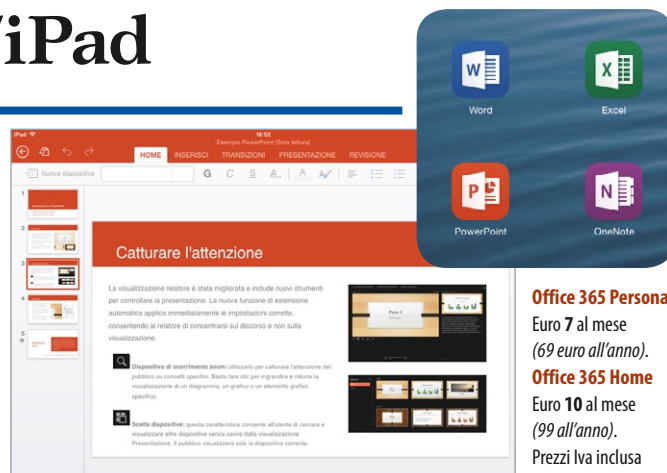 iPad
Word
Excel
PowerPoint
OneNote
iPad
18:52
Esempio PowerPoint [Sola lettura]
HOME INSERISCI TRANSIZIONI PRESENTAZIONE REVISIONE
Nuova diapositiva
G C S A
1
2
3
4
5
Catturare l'attenzione
La visualizzazione relatore è stata migliorata e include nuovi strumenti
per controllare la presentazione. La nuova funzione di estensione
automatica applica immediatamente le impostazioni corrette,
consentendo al relatore di concentrarsi sul discorso e non sulla
visualizzazione.
Dispositivo di scorrimento zoom: utilizzarlo per catturare l'attenzione del
pubblico su concetti specifici. Basta fare clic per ingrandire e ridurre la
visualizzazione di un diagramma, un grafico o un elemento grafico
specifico.
Scelta diapositive: questa caratteristica consente all'utente di cercare e
visualizzare altre diapositive senza uscire dalla visualizzazione
Presentazione. Il pubblico visualizzerà solo la diapositiva corrente.
Office 365 Persona
Euro 7 al mese
(69 euro all'anno).
Office 365 Home
Euro 10 al mese
(99 all'anno).
Prezzi Iva inclusa